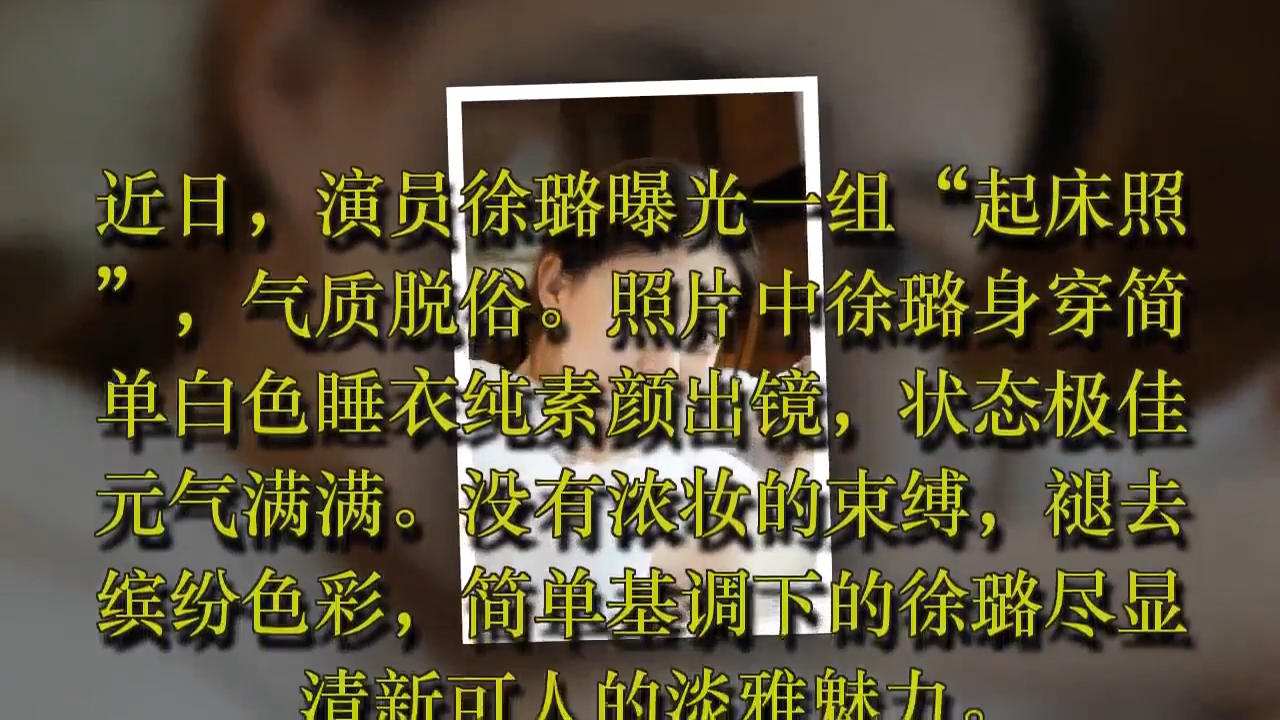 近日，演员徐璐曝光一组“起床照
”，气质脱俗。照片中徐璐身穿简
单白色睡衣纯素颜出镜，状态极佳
元气满满。没有浓妆的束缚，褪去
缤纷色彩，简单基调下的徐璐尽显
清新可人的淡雅魅力。